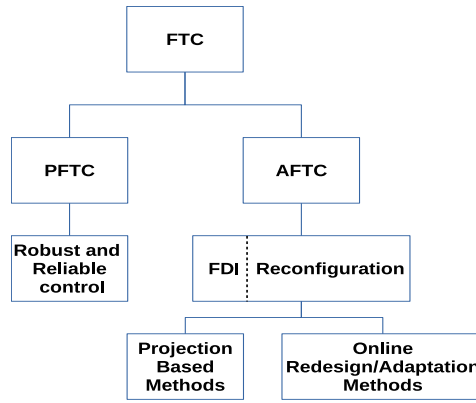 FTC
PFTC
AFTC
Robust and
Reliable
control
FDI
Reconfiguration
Projection
Based
Methods
Online
Redesign/Adaptation
Methods